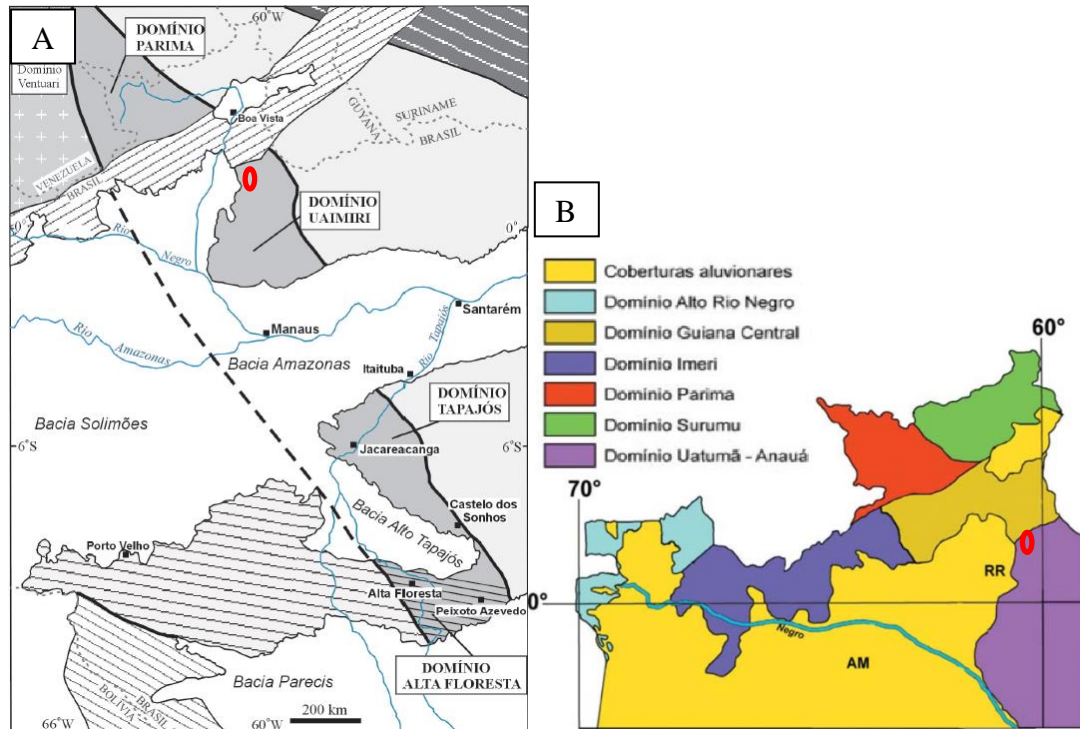 A
60˚W
DOMÍNIO
PARIMA
Domínio
Ventuari
Boa Vista
GUYANA
SURINAME
BRASIL
VENEZUELA
BRASIL
DOMÍNIO
UAIMIRI
0˚
0˚
Rio
Negro
Santarém
Rio Tapajós
Manaus
Rio
Amazonas
Bacia Amazonas
Itaituba
DOMÍNIO
TAPAJÓS
Bacia Solimões
6˚S
6˚S
Jacareacanga
Castelo dos
Sonhos
Bacia Alto Tapajós
Porto Velho
Alta Floresta
Peixoto Azevedo
DOMÍNIO
ALTA FLORESTA
BRASIL
BOLÍVIA
Bacia Parecis
66˚W
60˚W
200 km
B
Coberturas aluvionares
Domínio Alto Rio Negro
Domínio Guiana Central
Domínio Imeri
Domínio Parima
Domínio Surumu
Domínio Uatumã - Anauá
60°
70°
RR
0°
Negro
AM